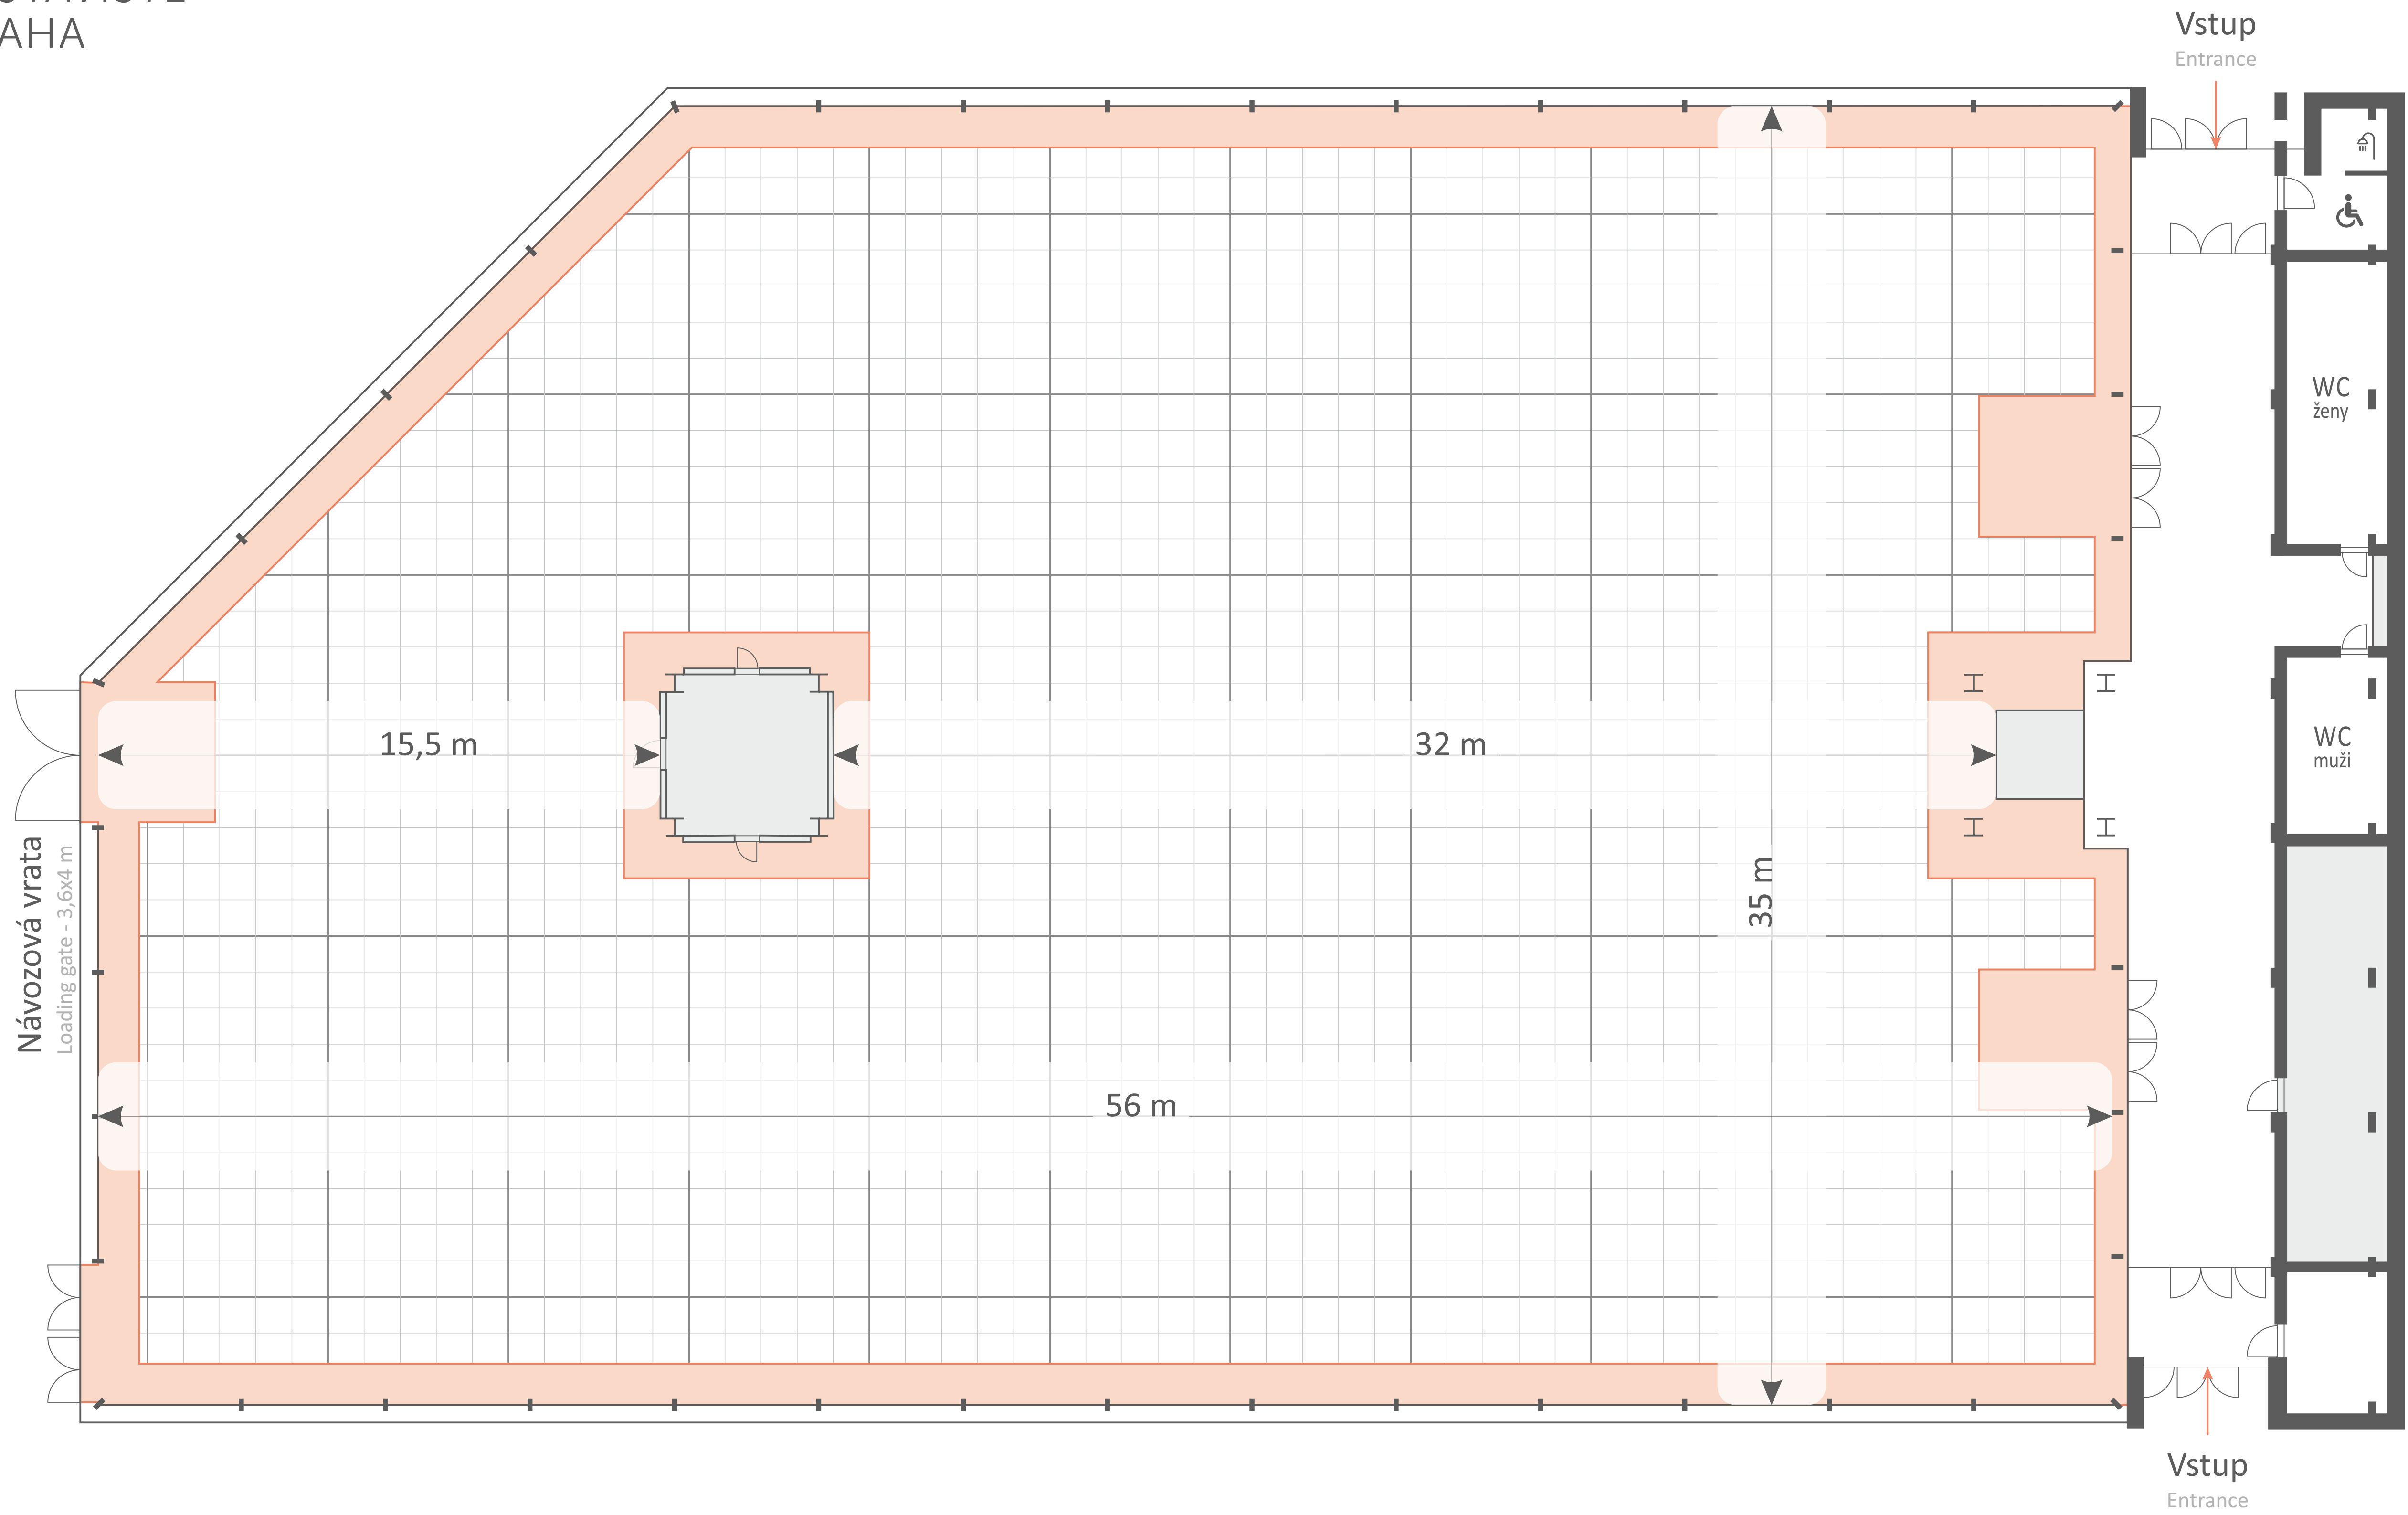 AHA
Vstup
Entrance
WC
ženy
15,5 m
32 m
WC
muži
35 m
Návozová vrata
Loading gate - 3,6x4 m
56 m
Vstup
Entrance